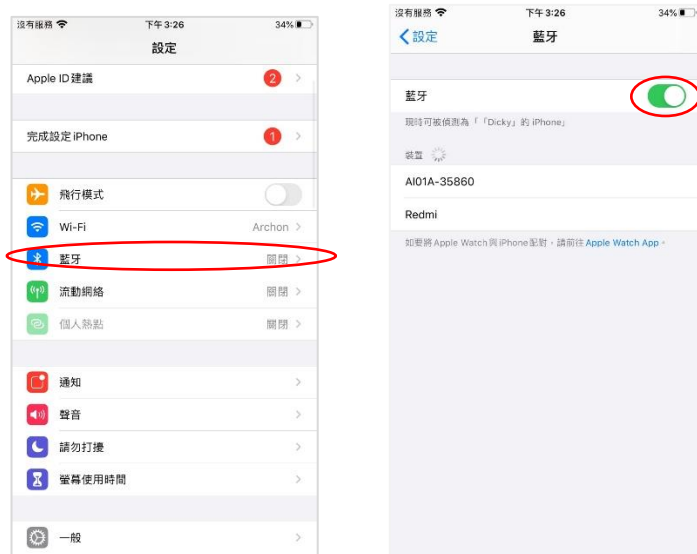 沒有服務 下午3:26 34%
設定
Apple ID建議 2
完成設定 iPhone 1
飛行模式
Wi-Fi Archon
藍牙 關閉
流動網絡 關閉
個人熱點 關閉
通知
聲音
請勿打擾
螢幕使用時間
一般
沒有服務 下午3:26 34%
設定 藍牙
藍牙
現時可被偵測為「「Dicky」的 iPhone」
裝置
AI01A-35860
Redmi
如要將 Apple Watch 與 iPhone 配對,請前往 Apple Watch App。